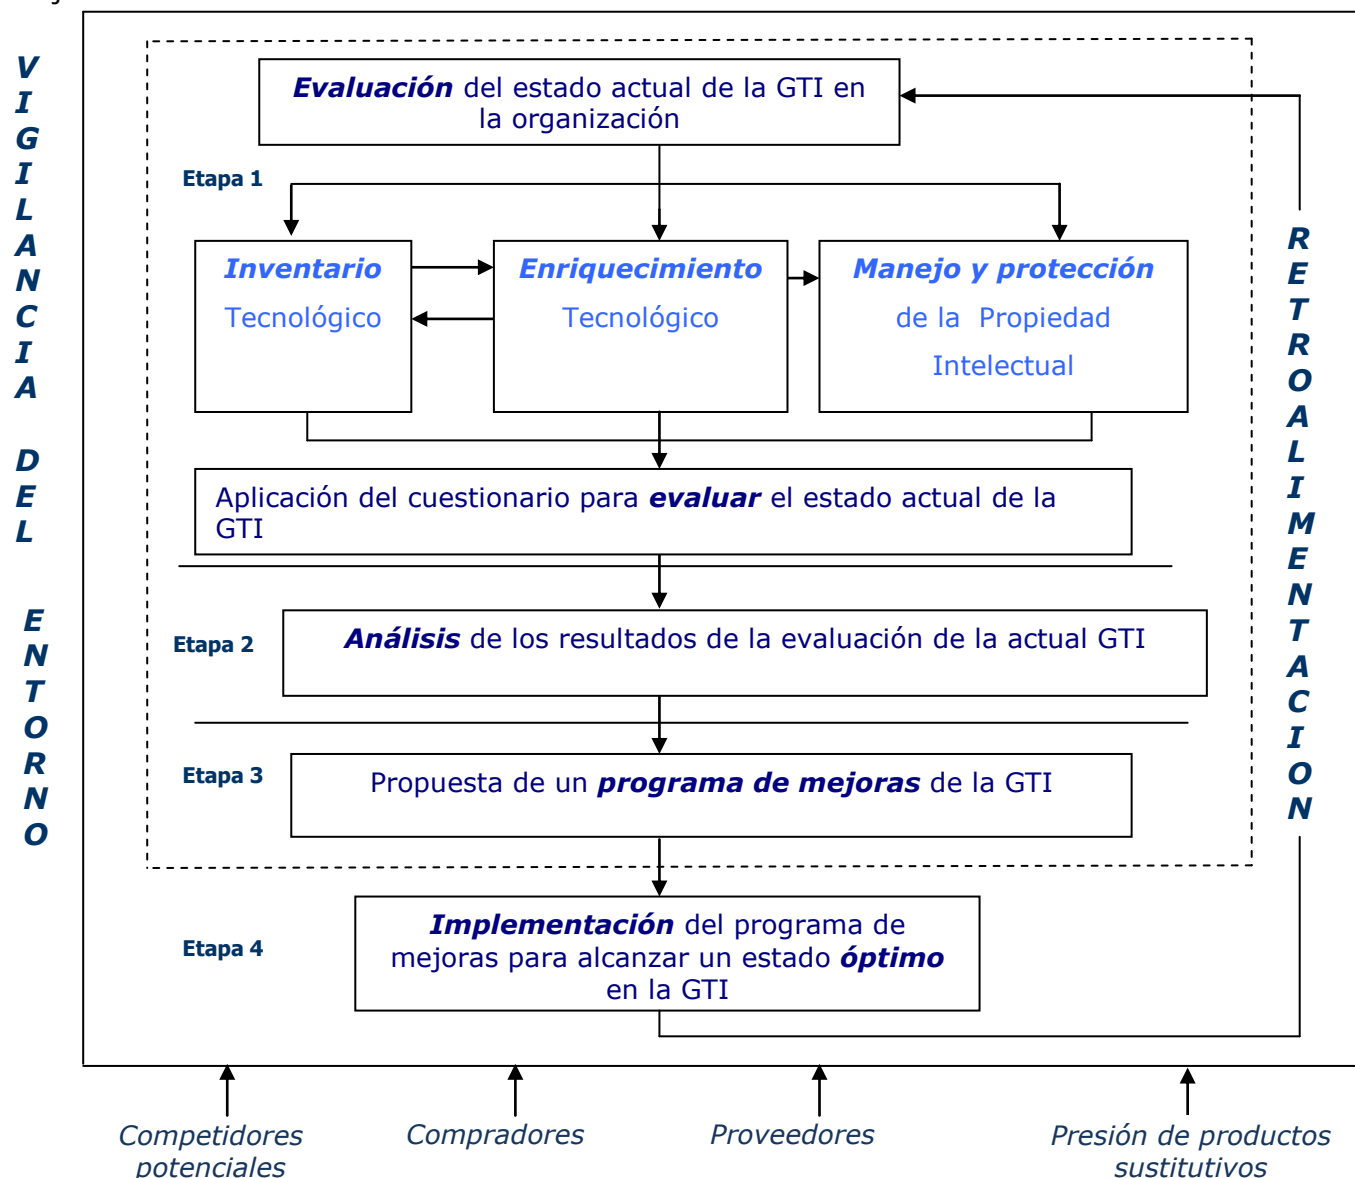 VIGILANCIA DEL ENTORNO
Evaluación del estado actual de la GTI en
la organización
Etapa 1
Inventario
Tecnológico
Enriquecimiento
Tecnológico
Manejo y protección
de la Propiedad
Intelectual
Aplicación del cuestionario para evaluar el estado actual de la
GTI
Etapa 2
Análisis de los resultados de la evaluación de la actual GTI
Etapa 3
Propuesta de un programa de mejoras de la GTI
Etapa 4
Implementación del programa de
mejoras para alcanzar un estado óptimo
en la GTI
RETROALIMENTACION
Competidores
potenciales
Compradores
Proveedores
Presión de productos
sustitutivos